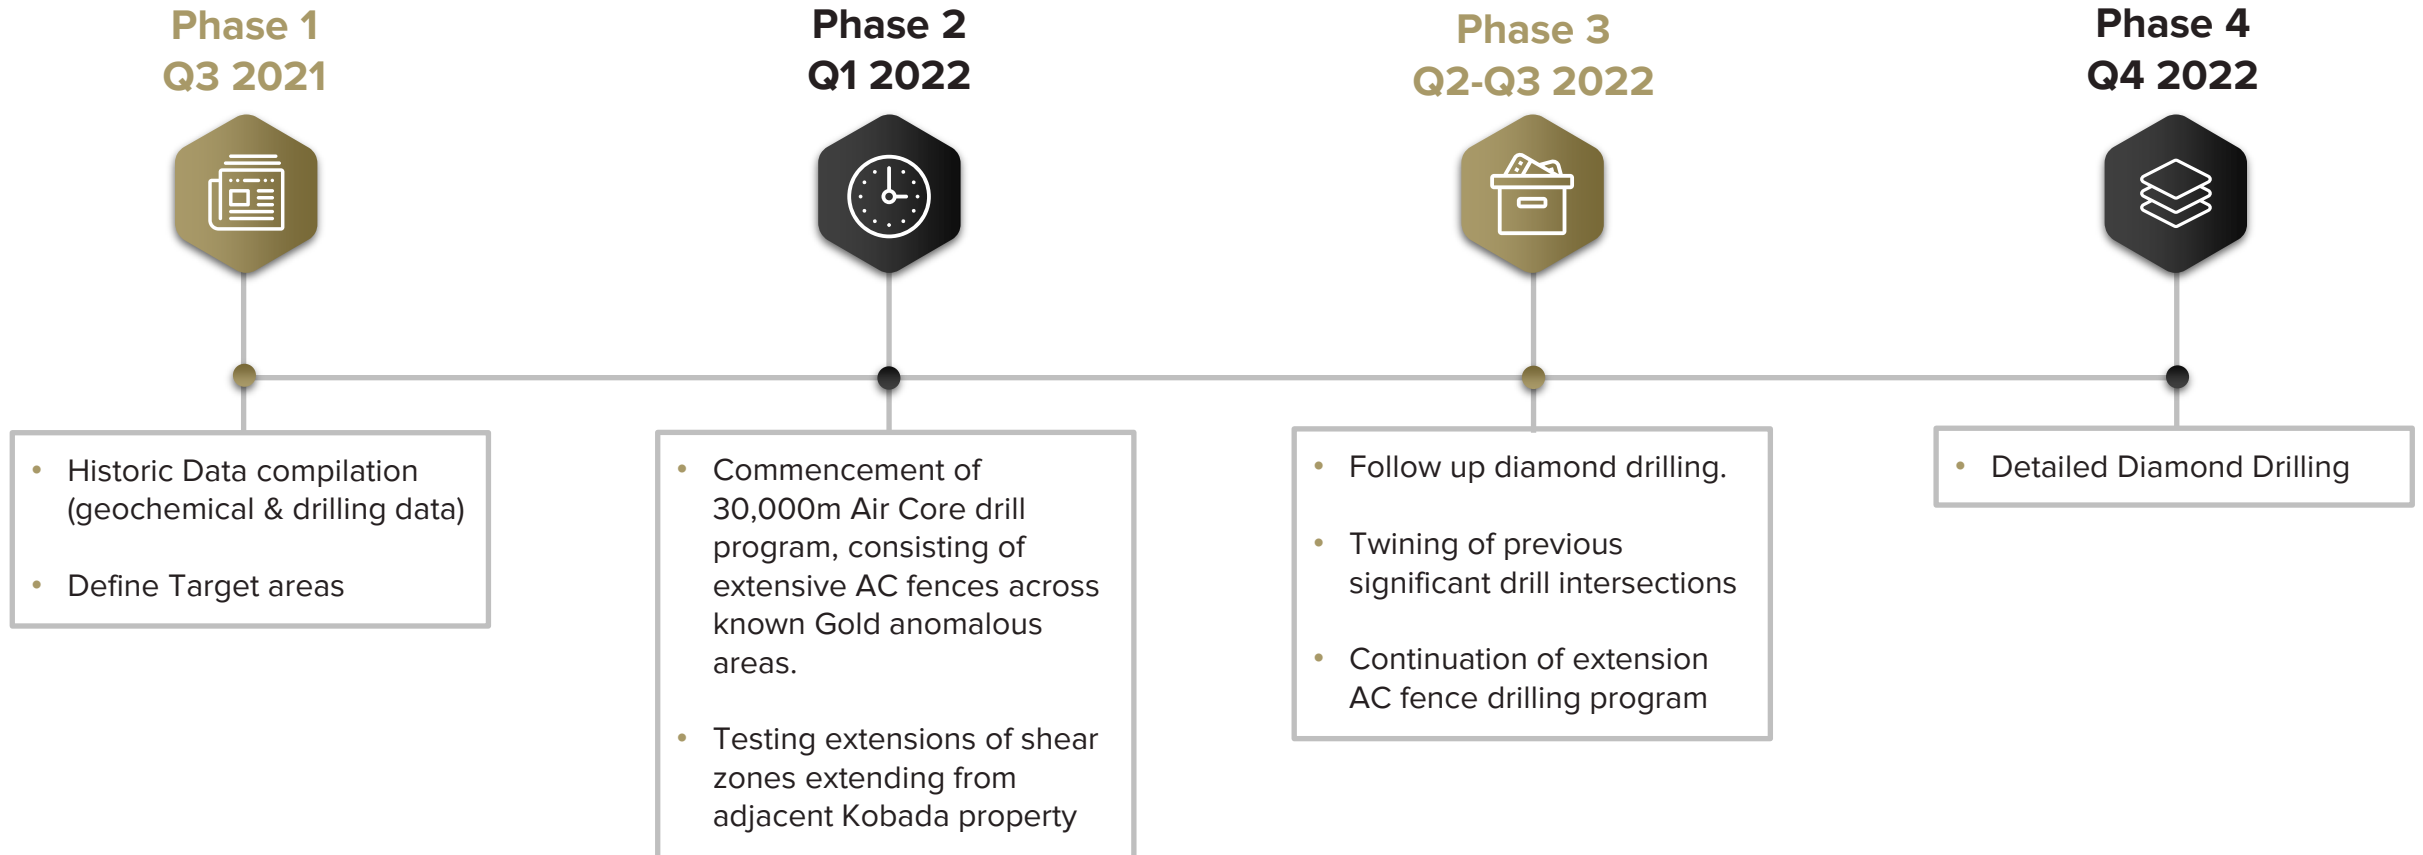 Phase 1
Q3 2021
• Historic Data compilation
(geochemical & drilling data)
• Define Target areas
Phase 2
Q1 2022
• Commencement of
30,000m Air Core drill
program, consisting of
extensive AC fences across
known Gold anomalous
areas.
• Testing extensions of shear
zones extending from
adjacent Kobada property
Phase 3
Q2-Q3 2022
• Follow up diamond drilling.
• Twining of previous
significant drill intersections
• Continuation of extension
AC fence drilling program
Phase 4
Q4 2022
• Detailed Diamond Drilling